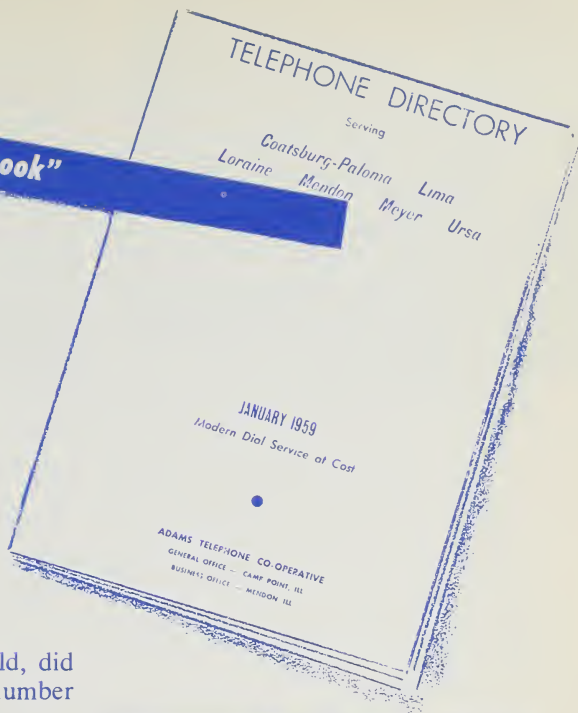 TELEPHONE DIRECTORY
Serving
Coatsburg-Paloma Lima
Loraine Mendon Meyer Ursa
ook”
JANUARY 1959
Modern Dial Service at Cost
ADAMS TELEPHONE CO-OPERATIVE
GENERAL OFFICE — CAMP POINT, ILL
BUSINESS OFFICE — MENDON ILL
ld, did
umber